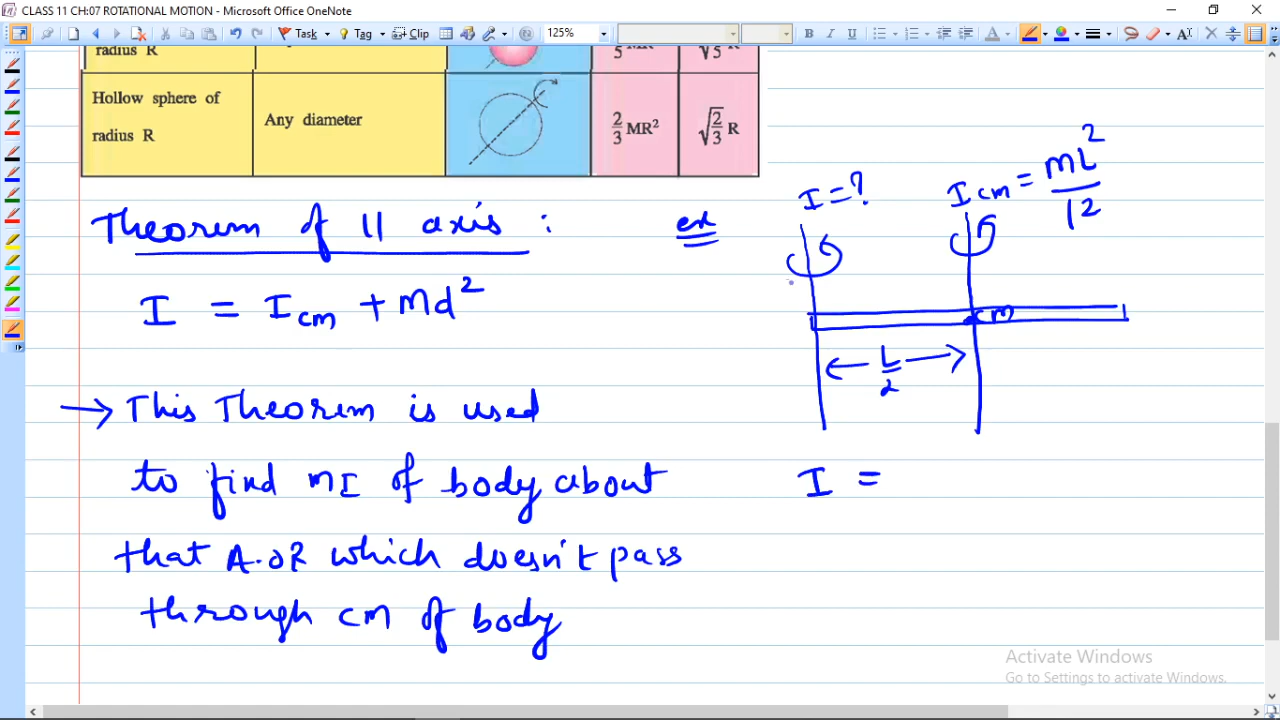 CLASS 11 CH:07 ROTATIONAL MOTION - Microsoft Office OneNote
Task Tag Clip 125% B I U
radius R
5 √5 R
Hollow sphere of
radius R
Any diameter
2/3 MR²
√2/3 R
Theorem of || axis :
I = Icm + md²
→ This Theorem is used
to find MI of body about
that A.OR which doesn't pass
through cm of body
ex
I = ?
Icm = mL²/12
cm
L/2
I =
Activate Windows
Go to Settings to activate Windows.